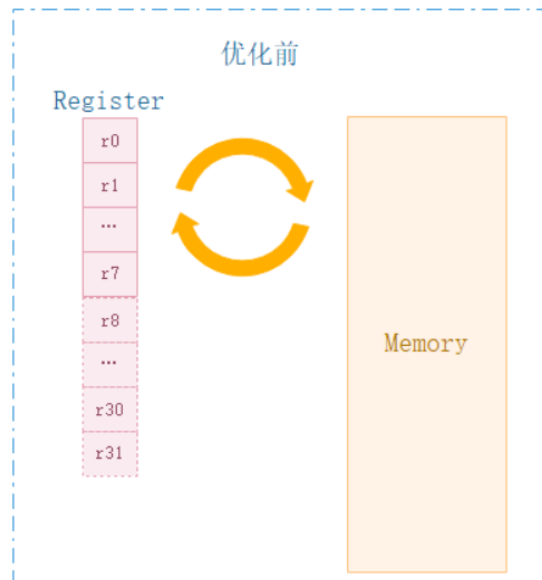 优化前
Register
r0
r1
…
r7
r8
…
r30
r31
Memory